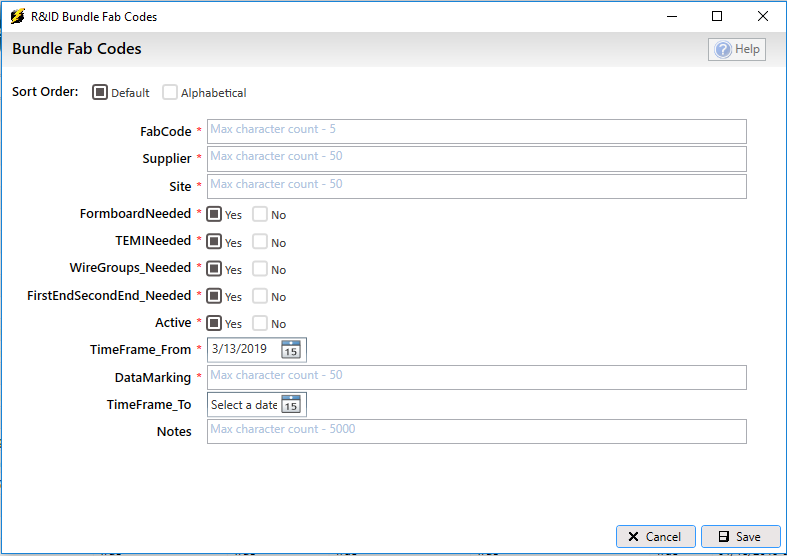 R&ID Bundle Fab Codes
Bundle Fab Codes
Help
Sort Order: Default Alphabetical
FabCode * Max character count - 5
Supplier * Max character count - 50
Site * Max character count - 50
FormboardNeeded * Yes No
TEMINeeded * Yes No
WireGroups_Needed * Yes No
FirstEndSecondEnd_Needed * Yes No
Active * Yes No
TimeFrame_From * 3/13/2019 15
DataMarking * Max character count - 50
TimeFrame_To Select a date 15
Notes Max character count - 5000
Cancel Save